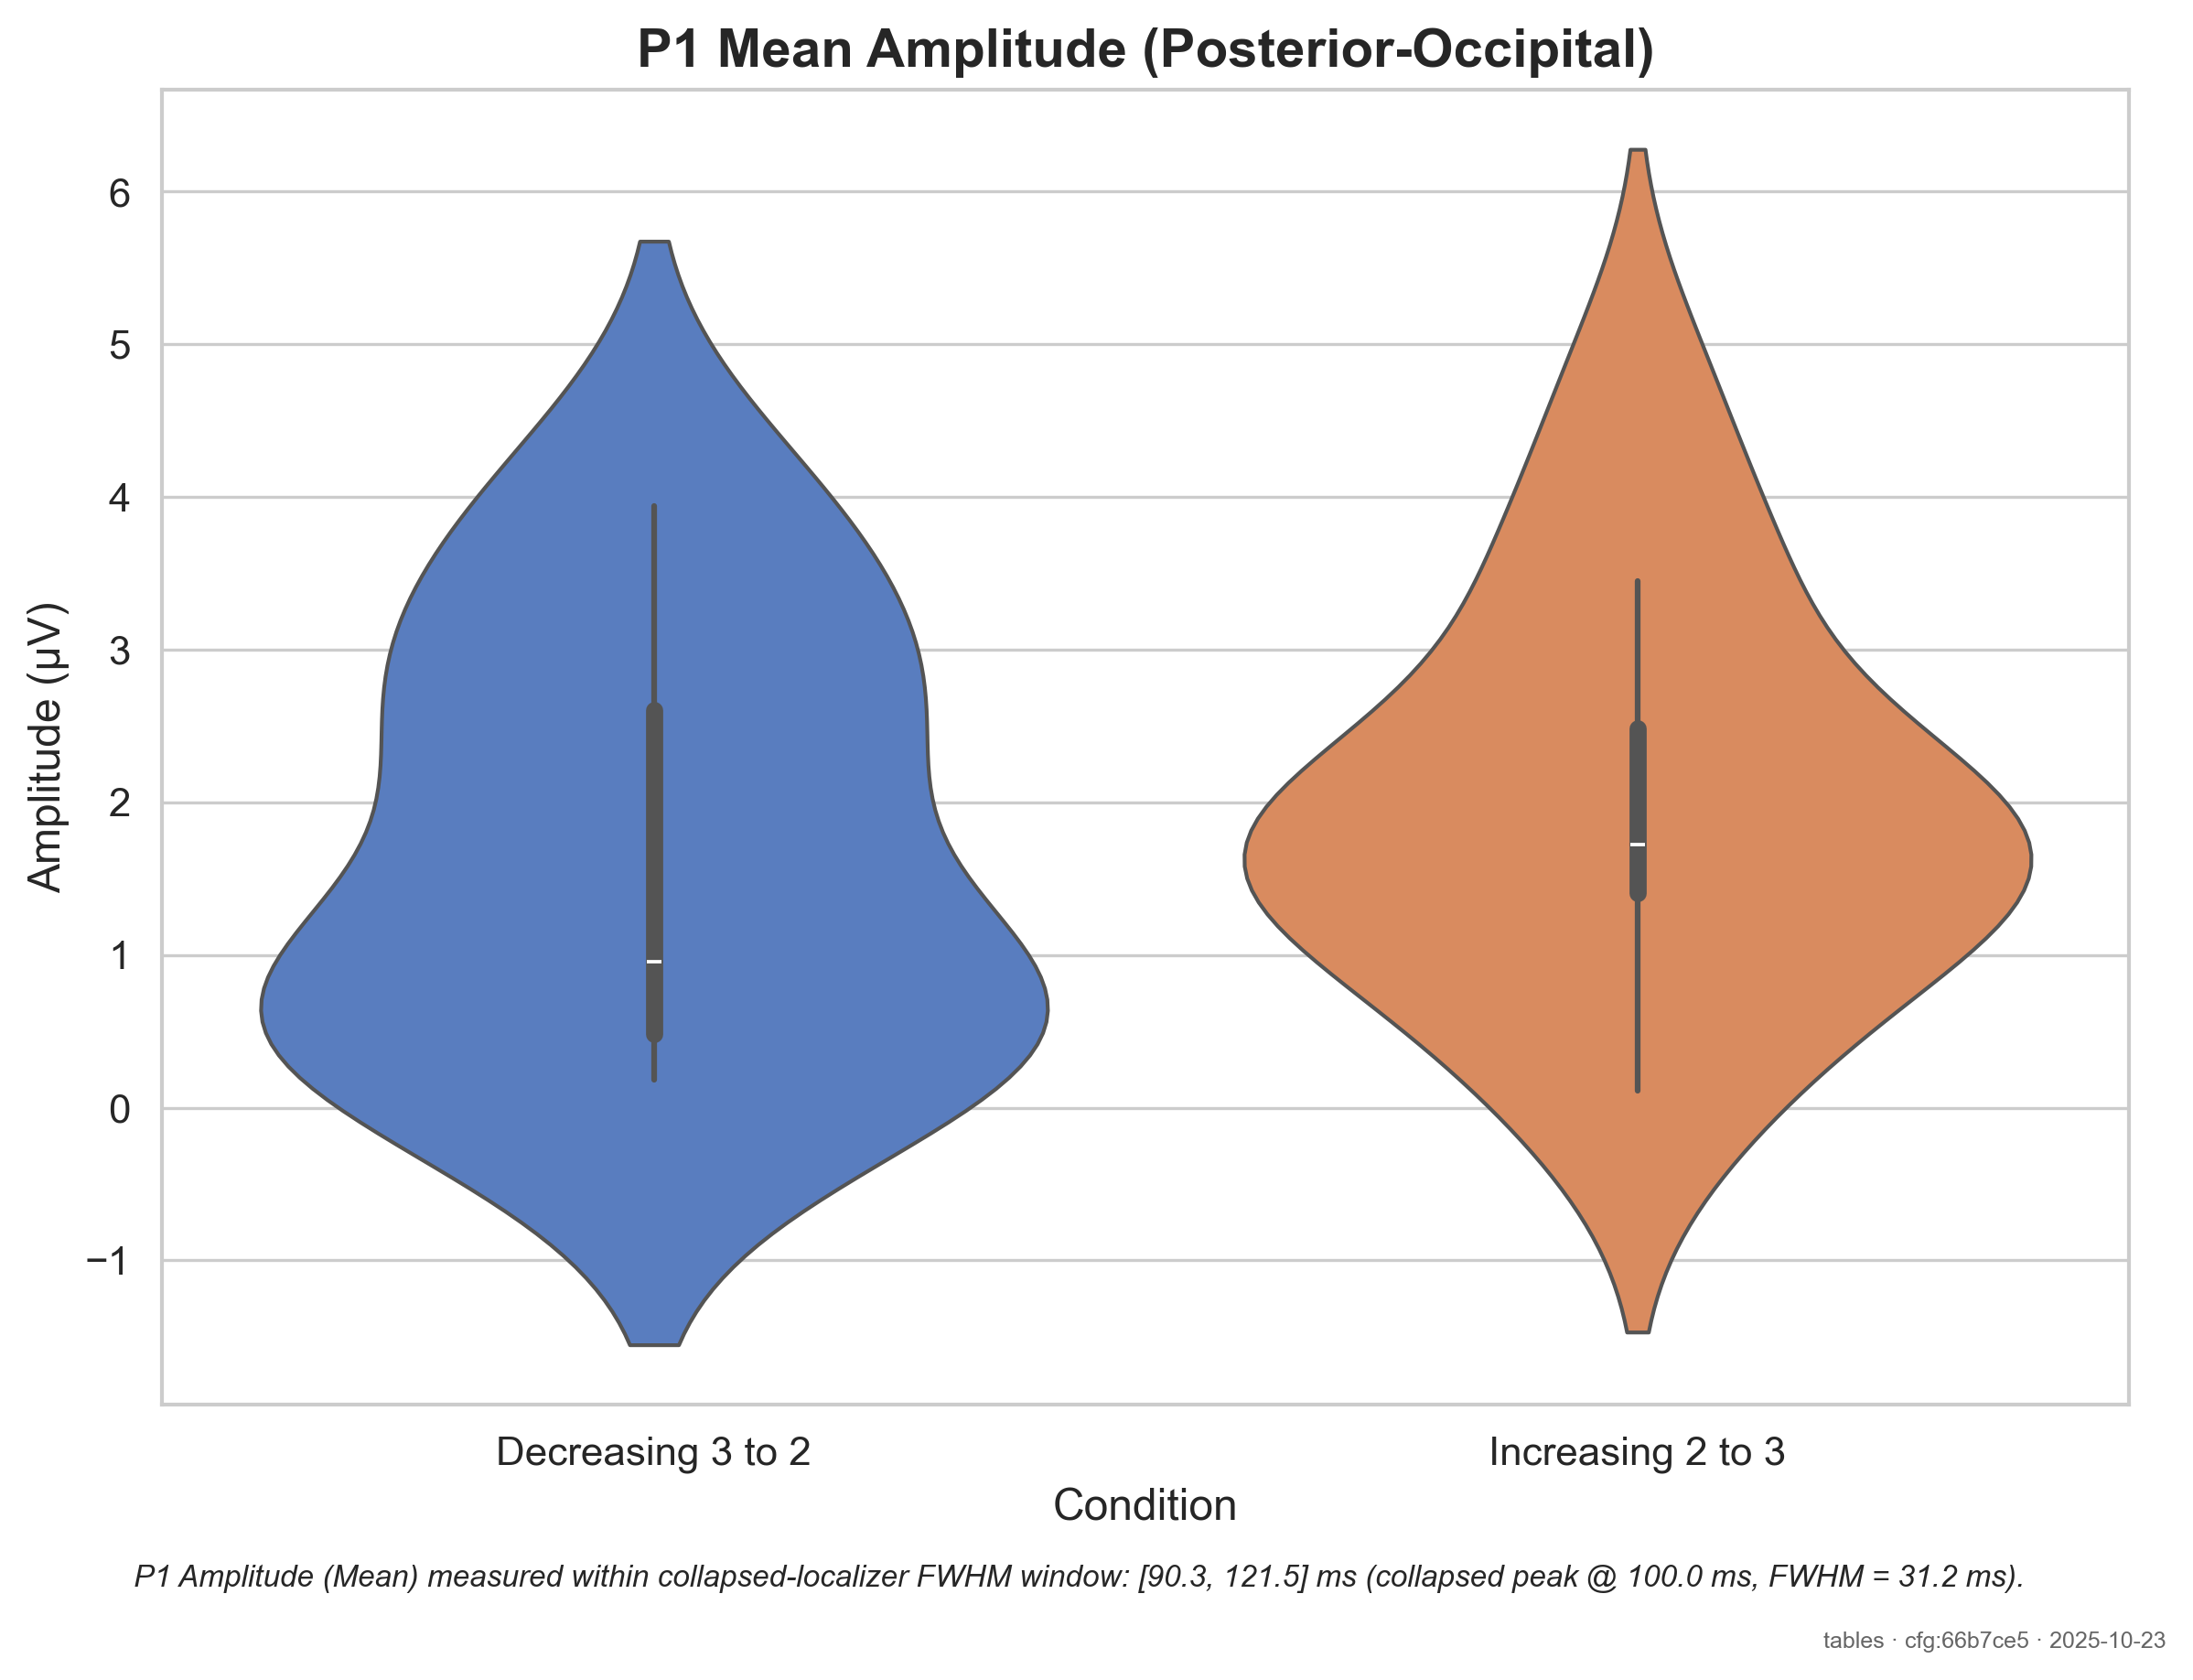 P1 Mean Amplitude (Posterior-Occipital)
Amplitude (µV)
6
5
4
3
2
1
0
−1
Decreasing 3 to 2
Increasing 2 to 3
Condition
P1 Amplitude (Mean) measured within collapsed-localizer FWHM window: [90.3, 121.5] ms (collapsed peak @ 100.0 ms, FWHM = 31.2 ms).
tables · cfg:66b7ce5 · 2025-10-23